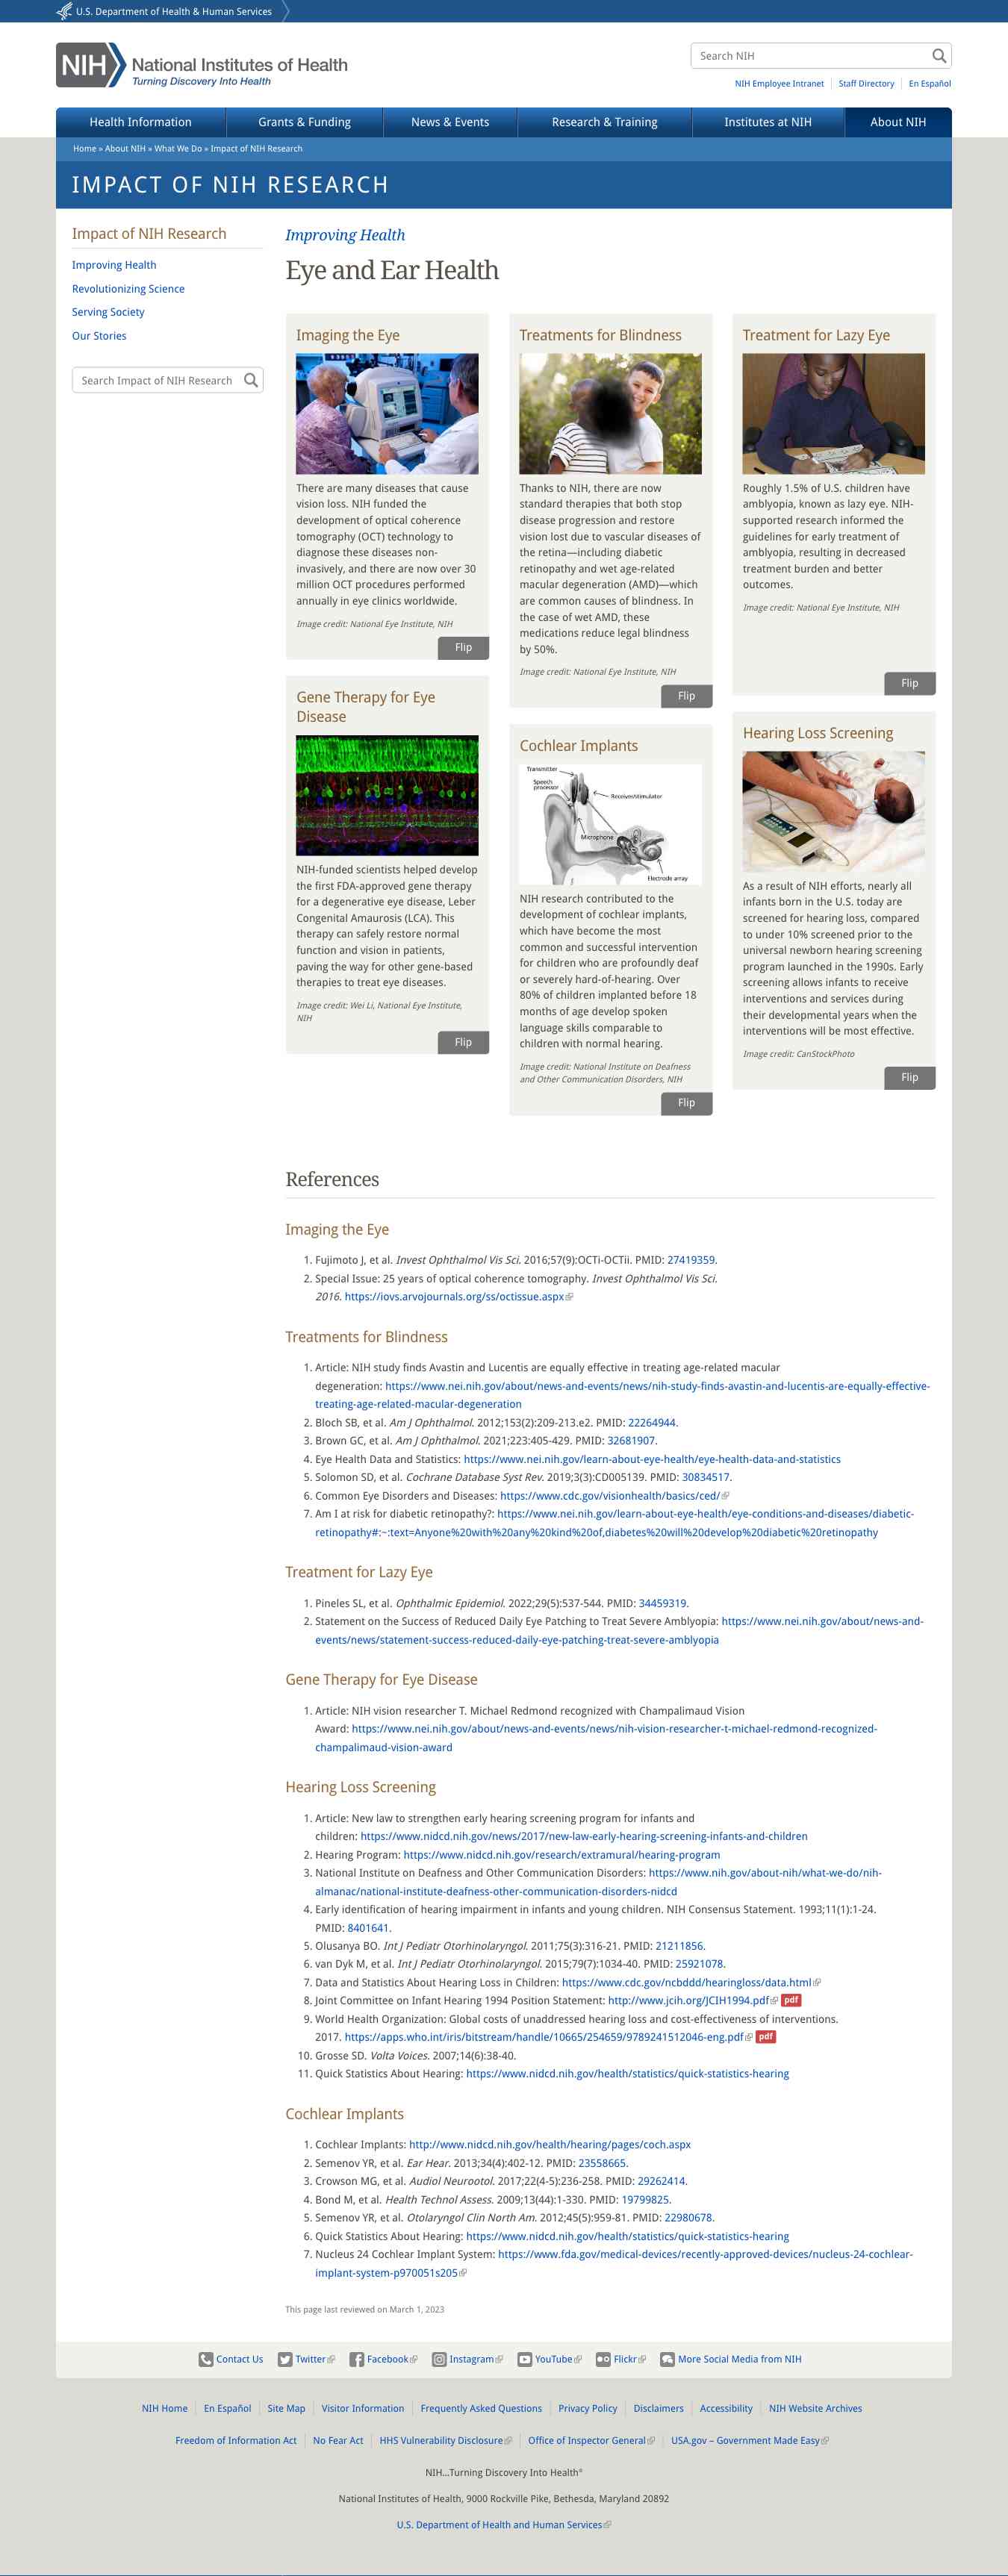 U.S. Department of Health & Human Services
NIH
National Institutes of Health
Turning Discovery Into Health
Search NIH
NIH Employee Intranet
Staff Directory
En Español
Health Information
Grants & Funding
News & Events
Research & Training
Institutes at NIH
About NIH
Home » About NIH » What We Do » Impact of NIH Research
IMPACT OF NIH RESEARCH
Impact of NIH Research
Improving Health
Revolutionizing Science
Serving Society
Our Stories
Search Impact of NIH Research
Improving Health
Eye and Ear Health
Imaging the Eye
There are many diseases that cause
vision loss. NIH funded the
development of optical coherence
tomography (OCT) technology to
diagnose these diseases non-
invasively, and there are now over 30
million OCT procedures performed
annually in eye clinics worldwide.
Image credit: National Eye Institute, NIH
Flip
Treatments for Blindness
Thanks to NIH, there are now
standard therapies that both stop
disease progression and restore
vision lost due to vascular diseases of
the retina—including diabetic
retinopathy and wet age-related
macular degeneration (AMD)—which
are common causes of blindness. In
the case of wet AMD, these
medications reduce legal blindness
by 50%.
Image credit: National Eye Institute, NIH
Flip
Treatment for Lazy Eye
Roughly 1.5% of U.S. children have
amblyopia, known as lazy eye. NIH-
supported research informed the
guidelines for early treatment of
amblyopia, resulting in decreased
treatment burden and better
outcomes.
Image credit: National Eye Institute, NIH
Flip
Gene Therapy for Eye
Disease
NIH-funded scientists helped develop
the first FDA-approved gene therapy
for a degenerative eye disease, Leber
Congenital Amaurosis (LCA). This
therapy can safely restore normal
function and vision in patients,
paving the way for other gene-based
therapies to treat eye diseases.
Image credit: Wei Li, National Eye Institute,
NIH
Flip
Cochlear Implants
Transmitter
Speech
processor
Receiver/stimulator
Microphone
Electrode array
NIH research contributed to the
development of cochlear implants,
which have become the most
common and successful intervention
for children who are profoundly deaf
or severely hard-of-hearing. Over
80% of children implanted before 18
months of age develop spoken
language skills comparable to
children with normal hearing.
Image credit: National Institute on Deafness
and Other Communication Disorders, NIH
Flip
Hearing Loss Screening
As a result of NIH efforts, nearly all
infants born in the U.S. today are
screened for hearing loss, compared
to under 10% screened prior to the
universal newborn hearing screening
program launched in the 1990s. Early
screening allows infants to receive
interventions and services during
their developmental years when the
interventions will be most effective.
Image credit: CanStockPhoto
Flip
References
Imaging the Eye
1. Fujimoto J, et al. Invest Ophthalmol Vis Sci. 2016;57(9):OCTi-OCTii. PMID: 27419359.
2. Special Issue: 25 years of optical coherence tomography. Invest Ophthalmol Vis Sci.
2016. https://iovs.arvojournals.org/ss/octissue.aspx
Treatments for Blindness
1. Article: NIH study finds Avastin and Lucentis are equally effective in treating age-related macular
degeneration: https://www.nei.nih.gov/about/news-and-events/news/nih-study-finds-avastin-and-lucentis-are-equally-effective-
treating-age-related-macular-degeneration
2. Bloch SB, et al. Am J Ophthalmol. 2012;153(2):209-213.e2. PMID: 22264944.
3. Brown GC, et al. Am J Ophthalmol. 2021;223:405-429. PMID: 32681907.
4. Eye Health Data and Statistics: https://www.nei.nih.gov/learn-about-eye-health/eye-health-data-and-statistics
5. Solomon SD, et al. Cochrane Database Syst Rev. 2019;3(3):CD005139. PMID: 30834517.
6. Common Eye Disorders and Diseases: https://www.cdc.gov/visionhealth/basics/ced/
7. Am I at risk for diabetic retinopathy?: https://www.nei.nih.gov/learn-about-eye-health/eye-conditions-and-diseases/diabetic-
retinopathy#:~:text=Anyone%20with%20any%20kind%20of,diabetes%20will%20develop%20diabetic%20retinopathy
Treatment for Lazy Eye
1. Pineles SL, et al. Ophthalmic Epidemiol. 2022;29(5):537-544. PMID: 34459319.
2. Statement on the Success of Reduced Daily Eye Patching to Treat Severe Amblyopia: https://www.nei.nih.gov/about/news-and-
events/news/statement-success-reduced-daily-eye-patching-treat-severe-amblyopia
Gene Therapy for Eye Disease
1. Article: NIH vision researcher T. Michael Redmond recognized with Champalimaud Vision
Award: https://www.nei.nih.gov/about/news-and-events/news/nih-vision-researcher-t-michael-redmond-recognized-
champalimaud-vision-award
Hearing Loss Screening
1. Article: New law to strengthen early hearing screening program for infants and
children: https://www.nidcd.nih.gov/news/2017/new-law-early-hearing-screening-infants-and-children
2. Hearing Program: https://www.nidcd.nih.gov/research/extramural/hearing-program
3. National Institute on Deafness and Other Communication Disorders: https://www.nih.gov/about-nih/what-we-do/nih-
almanac/national-institute-deafness-other-communication-disorders-nidcd
4. Early identification of hearing impairment in infants and young children. NIH Consensus Statement. 1993;11(1):1-24.
PMID: 8401641.
5. Olusanya BO. Int J Pediatr Otorhinolaryngol. 2011;75(3):316-21. PMID: 21211856.
6. van Dyk M, et al. Int J Pediatr Otorhinolaryngol. 2015;79(7):1034-40. PMID: 25921078.
7. Data and Statistics About Hearing Loss in Children: https://www.cdc.gov/ncbddd/hearingloss/data.html
8. Joint Committee on Infant Hearing 1994 Position Statement: http://www.jcih.org/JCIH1994.pdf pdf
9. World Health Organization: Global costs of unaddressed hearing loss and cost-effectiveness of interventions.
2017. https://apps.who.int/iris/bitstream/handle/10665/254659/9789241512046-eng.pdf pdf
10. Grosse SD. Volta Voices. 2007;14(6):38-40.
11. Quick Statistics About Hearing: https://www.nidcd.nih.gov/health/statistics/quick-statistics-hearing
Cochlear Implants
1. Cochlear Implants: http://www.nidcd.nih.gov/health/hearing/pages/coch.aspx
2. Semenov YR, et al. Ear Hear. 2013;34(4):402-12. PMID: 23558665.
3. Crowson MG, et al. Audiol Neurootol. 2017;22(4-5):236-258. PMID: 29262414.
4. Bond M, et al. Health Technol Assess. 2009;13(44):1-330. PMID: 19799825.
5. Semenov YR, et al. Otolaryngol Clin North Am. 2012;45(5):959-81. PMID: 22980678.
6. Quick Statistics About Hearing: https://www.nidcd.nih.gov/health/statistics/quick-statistics-hearing
7. Nucleus 24 Cochlear Implant System: https://www.fda.gov/medical-devices/recently-approved-devices/nucleus-24-cochlear-
implant-system-p970051s205
This page last reviewed on March 1, 2023
Contact Us
Twitter
Facebook
Instagram
YouTube
Flickr
More Social Media from NIH
NIH Home
En Español
Site Map
Visitor Information
Frequently Asked Questions
Privacy Policy
Disclaimers
Accessibility
NIH Website Archives
Freedom of Information Act
No Fear Act
HHS Vulnerability Disclosure
Office of Inspector General
USA.gov – Government Made Easy
NIH…Turning Discovery Into Health®
National Institutes of Health, 9000 Rockville Pike, Bethesda, Maryland 20892
U.S. Department of Health and Human Services